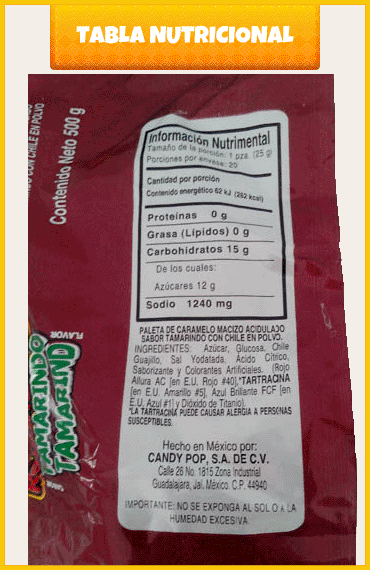 TABLA NUTRICIONAL
CON CHILE EN POLVO
Contenido Neto 500 g
Información Nutrimental
Tamaño de la porción: 1 pza. (25 g)
Porciones por envase: 20
Cantidad por porción
Contenido energético 62 kJ (262 kcal)
Proteínas 0 g
Grasa (Lípidos) 0 g
Carbohidratos 15 g
De los cuales:
Azúcares 12 g
Sodio 1240 mg
PALETA DE CARAMELO MACIZO ACIDULADO
SABOR TAMARINDO CON CHILE EN POLVO.
INGREDIENTES: Azúcar, Glucosa, Chile
Guajillo, Sal Yodatada, Ácido Cítrico,
Saborizante y Colorantes Artificiales. (Rojo
Allura AC [en E.U. Rojo #40],*TARTRACINA
[en E.U. Amarillo #5], Azul Brillante FCF [en
E.U. Azul #1] y Dióxido de Titanio).
*LA TARTRACINA PUEDE CAUSAR ALERGIA A PERSONAS
SUSCEPTIBLES.
Hecho en México por:
CANDY POP, S.A. DE C.V.
Calle 26 No. 1815 Zona Industrial
Guadalajara, Jal. México. C.P. 44940
IMPORTANTE: NO SE EXPONGA AL SOL O A LA
HUMEDAD EXCESIVA.
TAMARINDO
TAMARIND
FLAVOR